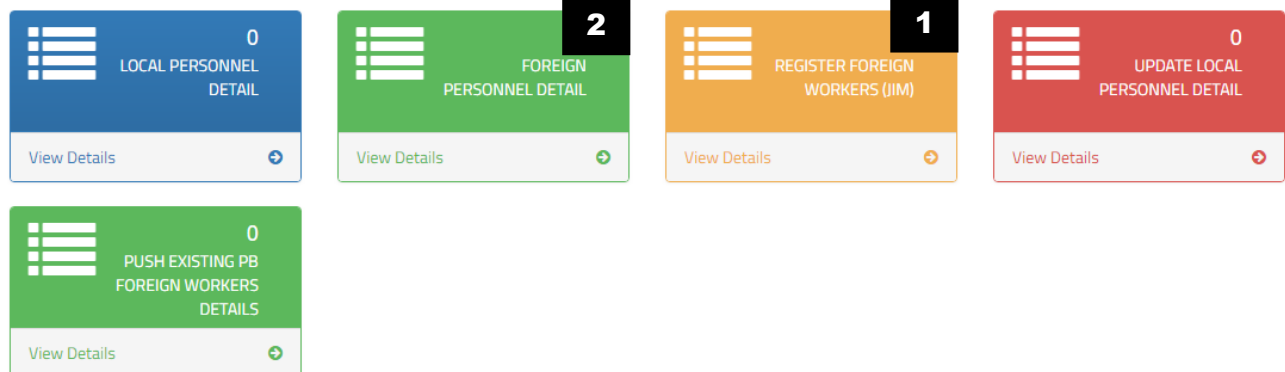 0
LOCAL PERSONNEL
DETAIL
View Details
2
FOREIGN
PERSONNEL DETAIL
View Details
1
REGISTER FOREIGN
WORKERS (JIM)
View Details
0
UPDATE LOCAL
PERSONNEL DETAIL
View Details
0
PUSH EXISTING PB
FOREIGN WORKERS
DETAILS
View Details